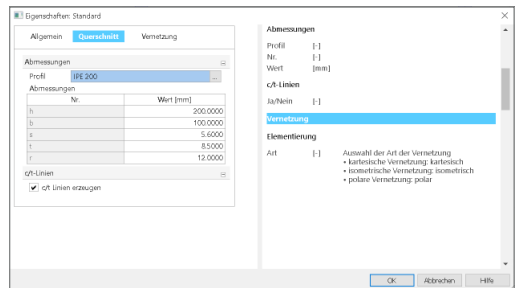 Eigenschaften: Standard
Allgemein Querschnitt Vernetzung
Abmessungen
Profil IPE 200 ...
Abmessungen
Nr. Wert [mm]
h 200.0000
b 100.0000
s 5.6000
t 8.5000
r 12.0000
c/t-Linien
c/t Linien erzeugen
Abmessungen
Profil [-]
Nr. [-]
Wert [mm]
c/t-Linien
Ja/Nein [-]
Vernetzung
Elementierung
Art [-] Auswahl der Art der Vernetzung
• kartesische Vernetzung: kartesisch
• isometrische Vernetzung: isometrisch
• polare Vernetzung: polar
OK Abbrechen Hilfe